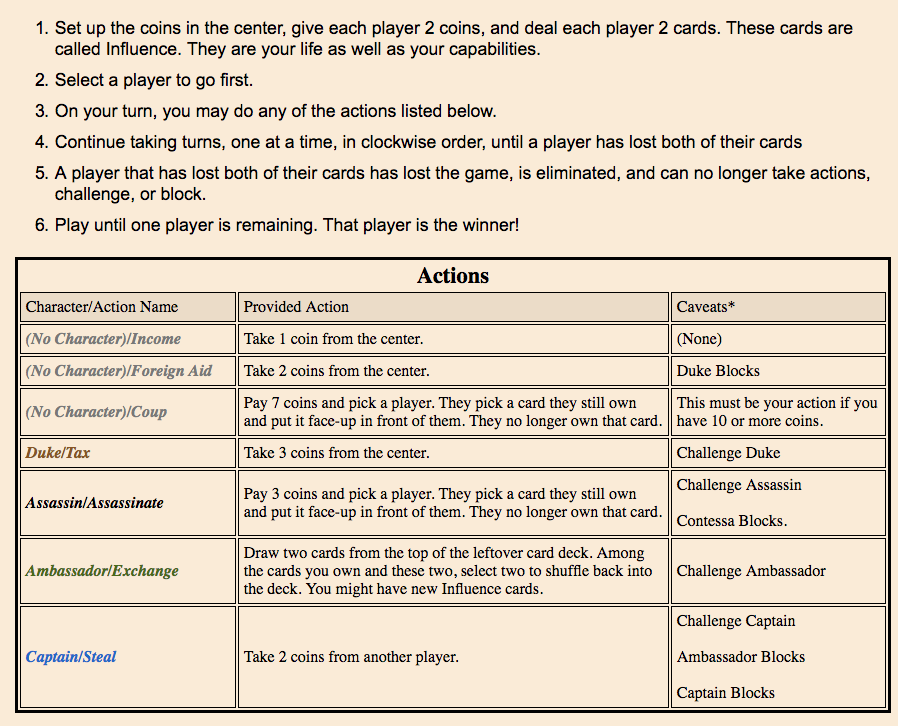 1. Set up the coins in the center, give each player 2 coins, and deal each player 2 cards. These cards are
called Influence. They are your life as well as your capabilities.
2. Select a player to go first.
3. On your turn, you may do any of the actions listed below.
4. Continue taking turns, one at a time, in clockwise order, until a player has lost both of their cards
5. A player that has lost both of their cards has lost the game, is eliminated, and can no longer take actions,
challenge, or block.
6. Play until one player is remaining. That player is the winner!
Actions
Character/Action Name
Provided Action
Caveats*
(No Character)/Income
Take 1 coin from the center.
(None)
(No Character)/Foreign Aid
Take 2 coins from the center.
Duke Blocks
(No Character)/Coup
Pay 7 coins and pick a player. They pick a card they still own
and put it face-up in front of them. They no longer own that card.
This must be your action if you
have 10 or more coins.
Duke/Tax
Take 3 coins from the center.
Challenge Duke
Assassin/Assassinate
Pay 3 coins and pick a player. They pick a card they still own
and put it face-up in front of them. They no longer own that card.
Challenge Assassin
Contessa Blocks.
Ambassador/Exchange
Draw two cards from the top of the leftover card deck. Among
the cards you own and these two, select two to shuffle back into
the deck. You might have new Influence cards.
Challenge Ambassador
Captain/Steal
Take 2 coins from another player.
Challenge Captain
Ambassador Blocks
Captain Blocks